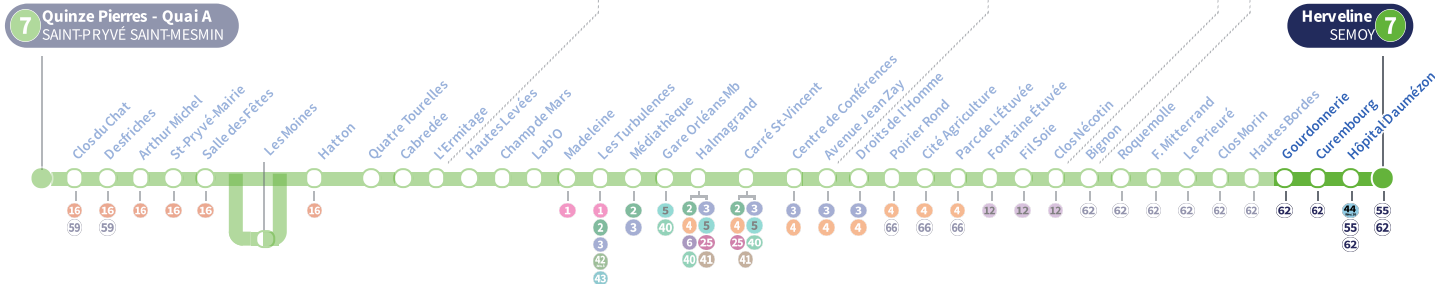 7 Quinze Pierres - Quai A
SAINT-PRYVÉ SAINT-MESMIN
Herveline 7
SEMOY
Clos du Chat
Desfriches
Arthur Michel
St-Pryvé-Mairie
Salle des Fêtes
Les Moines
Hatton
Quatre Tourelles
Cabredée
L'Ermitage
Hautes Levées
Champ de Mars
Lab'O
Madeleine
Les Turbulences
Médiathèque
Gare Orléans Mb
Halmagrand
Carré St-Vincent
Centre de Conférences
Avenue Jean Zay
Droits de l'Homme
Poirier Rond
Cité Agriculture
Parc de L'Étuvée
Fontaine Étuvée
Fil Soie
Clos Nécotin
Bignon
Roquemolle
F. Mitterrand
Le Prieuré
Clos Morin
Hautes Bordes
Gourdonnerie
Curembourg
Hôpital Daumézon
16 16 16 16 16 16 1 1 2 5 2 3 2 3 3 3 3 4 4 4 12 12 12 62 62 62 62 62 62 62 62 44 55
59 59 2 3 40 4 5 4 5 4 4 4 66 66 66 55 62
3 6 25 25 40 62
42 40 41 41
43